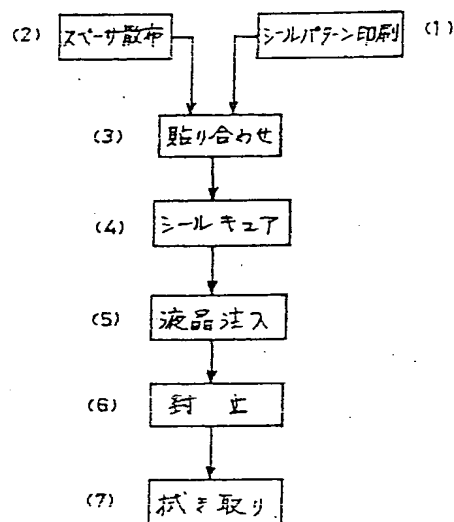 (2) スペーサ散布 シールパターン印刷 (1)
(3) 貼り合わせ
(4) シールキュア
(5) 液晶注入
(6) 封止
(7) 拭き取り